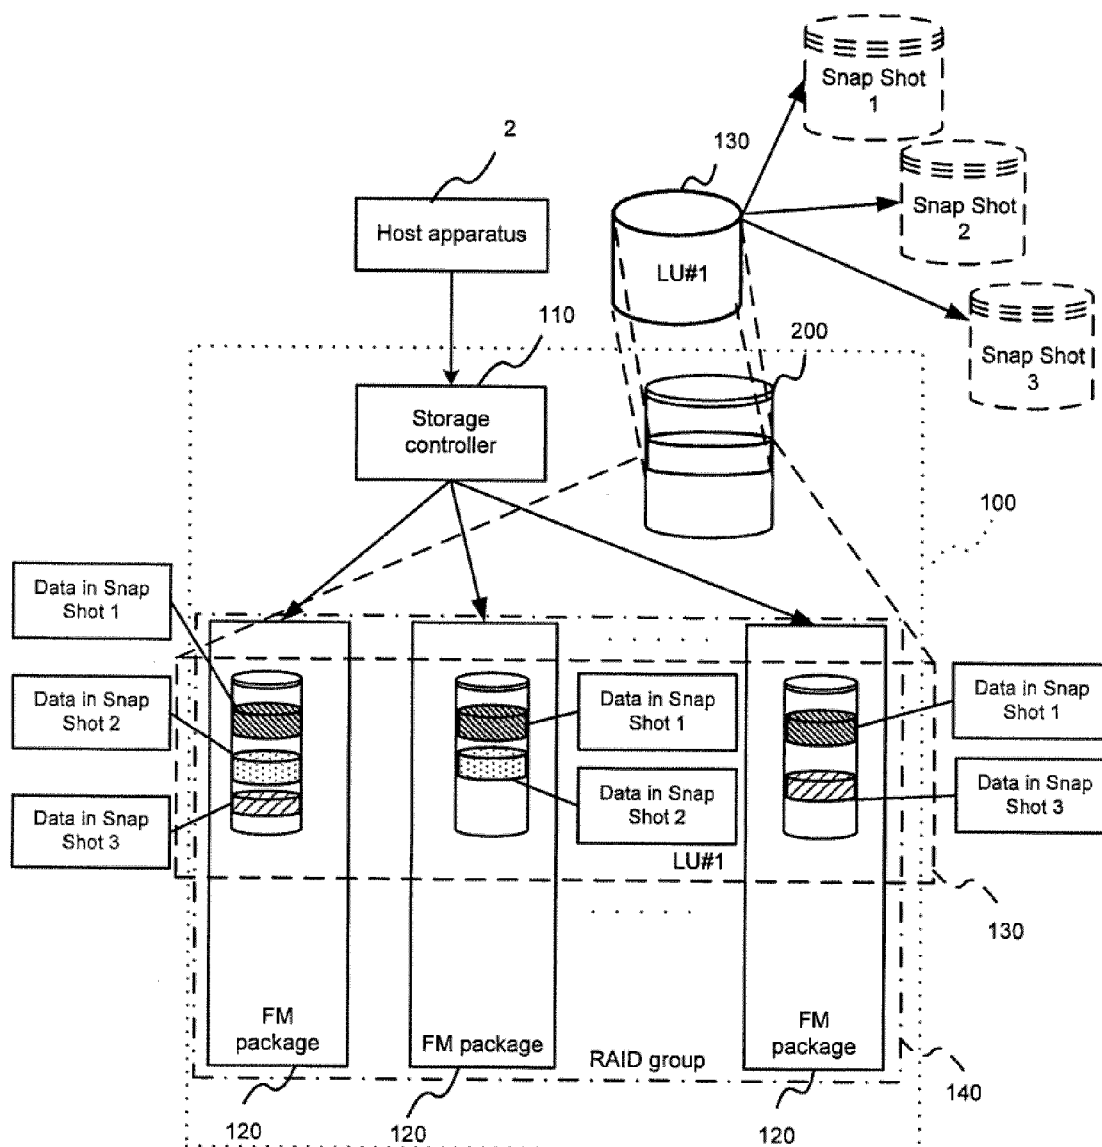 Snap Shot
1
2
130
Snap Shot
2
Host apparatus
LU#1
110
200
Snap Shot
3
Storage
controller
100
Data in Snap
Shot 1
Data in Snap
Shot 2
Data in Snap
Shot 1
Data in Snap
Shot 1
Data in Snap
Shot 2
Data in Snap
Shot 3
Data in Snap
Shot 3
LU#1
130
FM
package
FM package
RAID group
FM
package
140
120
120
120